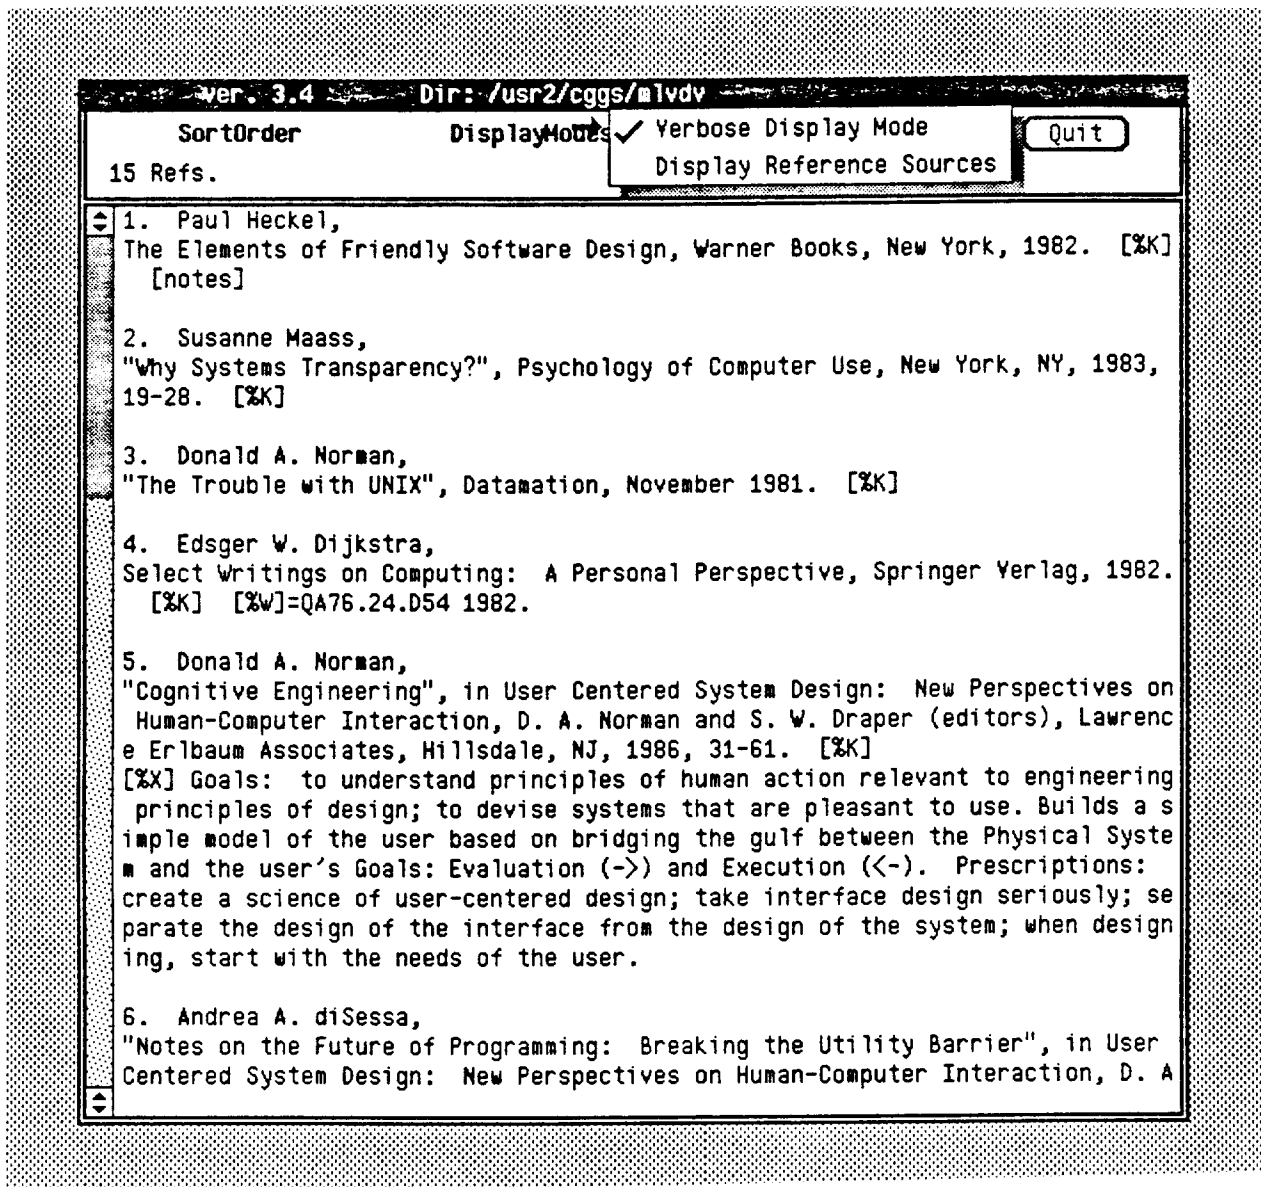 ver. 3.4 Dir: /usr2/cggs/mlvdv
SortOrder DisplayModes ✓ Verbose Display Mode Quit
Display Reference Sources
15 Refs.
1. Paul Heckel,
The Elements of Friendly Software Design, Warner Books, New York, 1982. [%K]
[notes]
2. Susanne Maass,
"Why Systems Transparency?", Psychology of Computer Use, New York, NY, 1983,
19-28. [%K]
3. Donald A. Norman,
"The Trouble with UNIX", Datamation, November 1981. [%K]
4. Edsger W. Dijkstra,
Select Writings on Computing: A Personal Perspective, Springer Verlag, 1982.
[%K] [%W]=QA76.24.D54 1982.
5. Donald A. Norman,
"Cognitive Engineering", in User Centered System Design: New Perspectives on
Human-Computer Interaction, D. A. Norman and S. W. Draper (editors), Lawrenc
e Erlbaum Associates, Hillsdale, NJ, 1986, 31-61. [%K]
[%X] Goals: to understand principles of human action relevant to engineering
principles of design; to devise systems that are pleasant to use. Builds a s
imple model of the user based on bridging the gulf between the Physical Syste
m and the user's Goals: Evaluation (->) and Execution (<-). Prescriptions:
create a science of user-centered design; take interface design seriously; se
parate the design of the interface from the design of the system; when design
ing, start with the needs of the user.
6. Andrea A. diSessa,
"Notes on the Future of Programming: Breaking the Utility Barrier", in User
Centered System Design: New Perspectives on Human-Computer Interaction, D. A